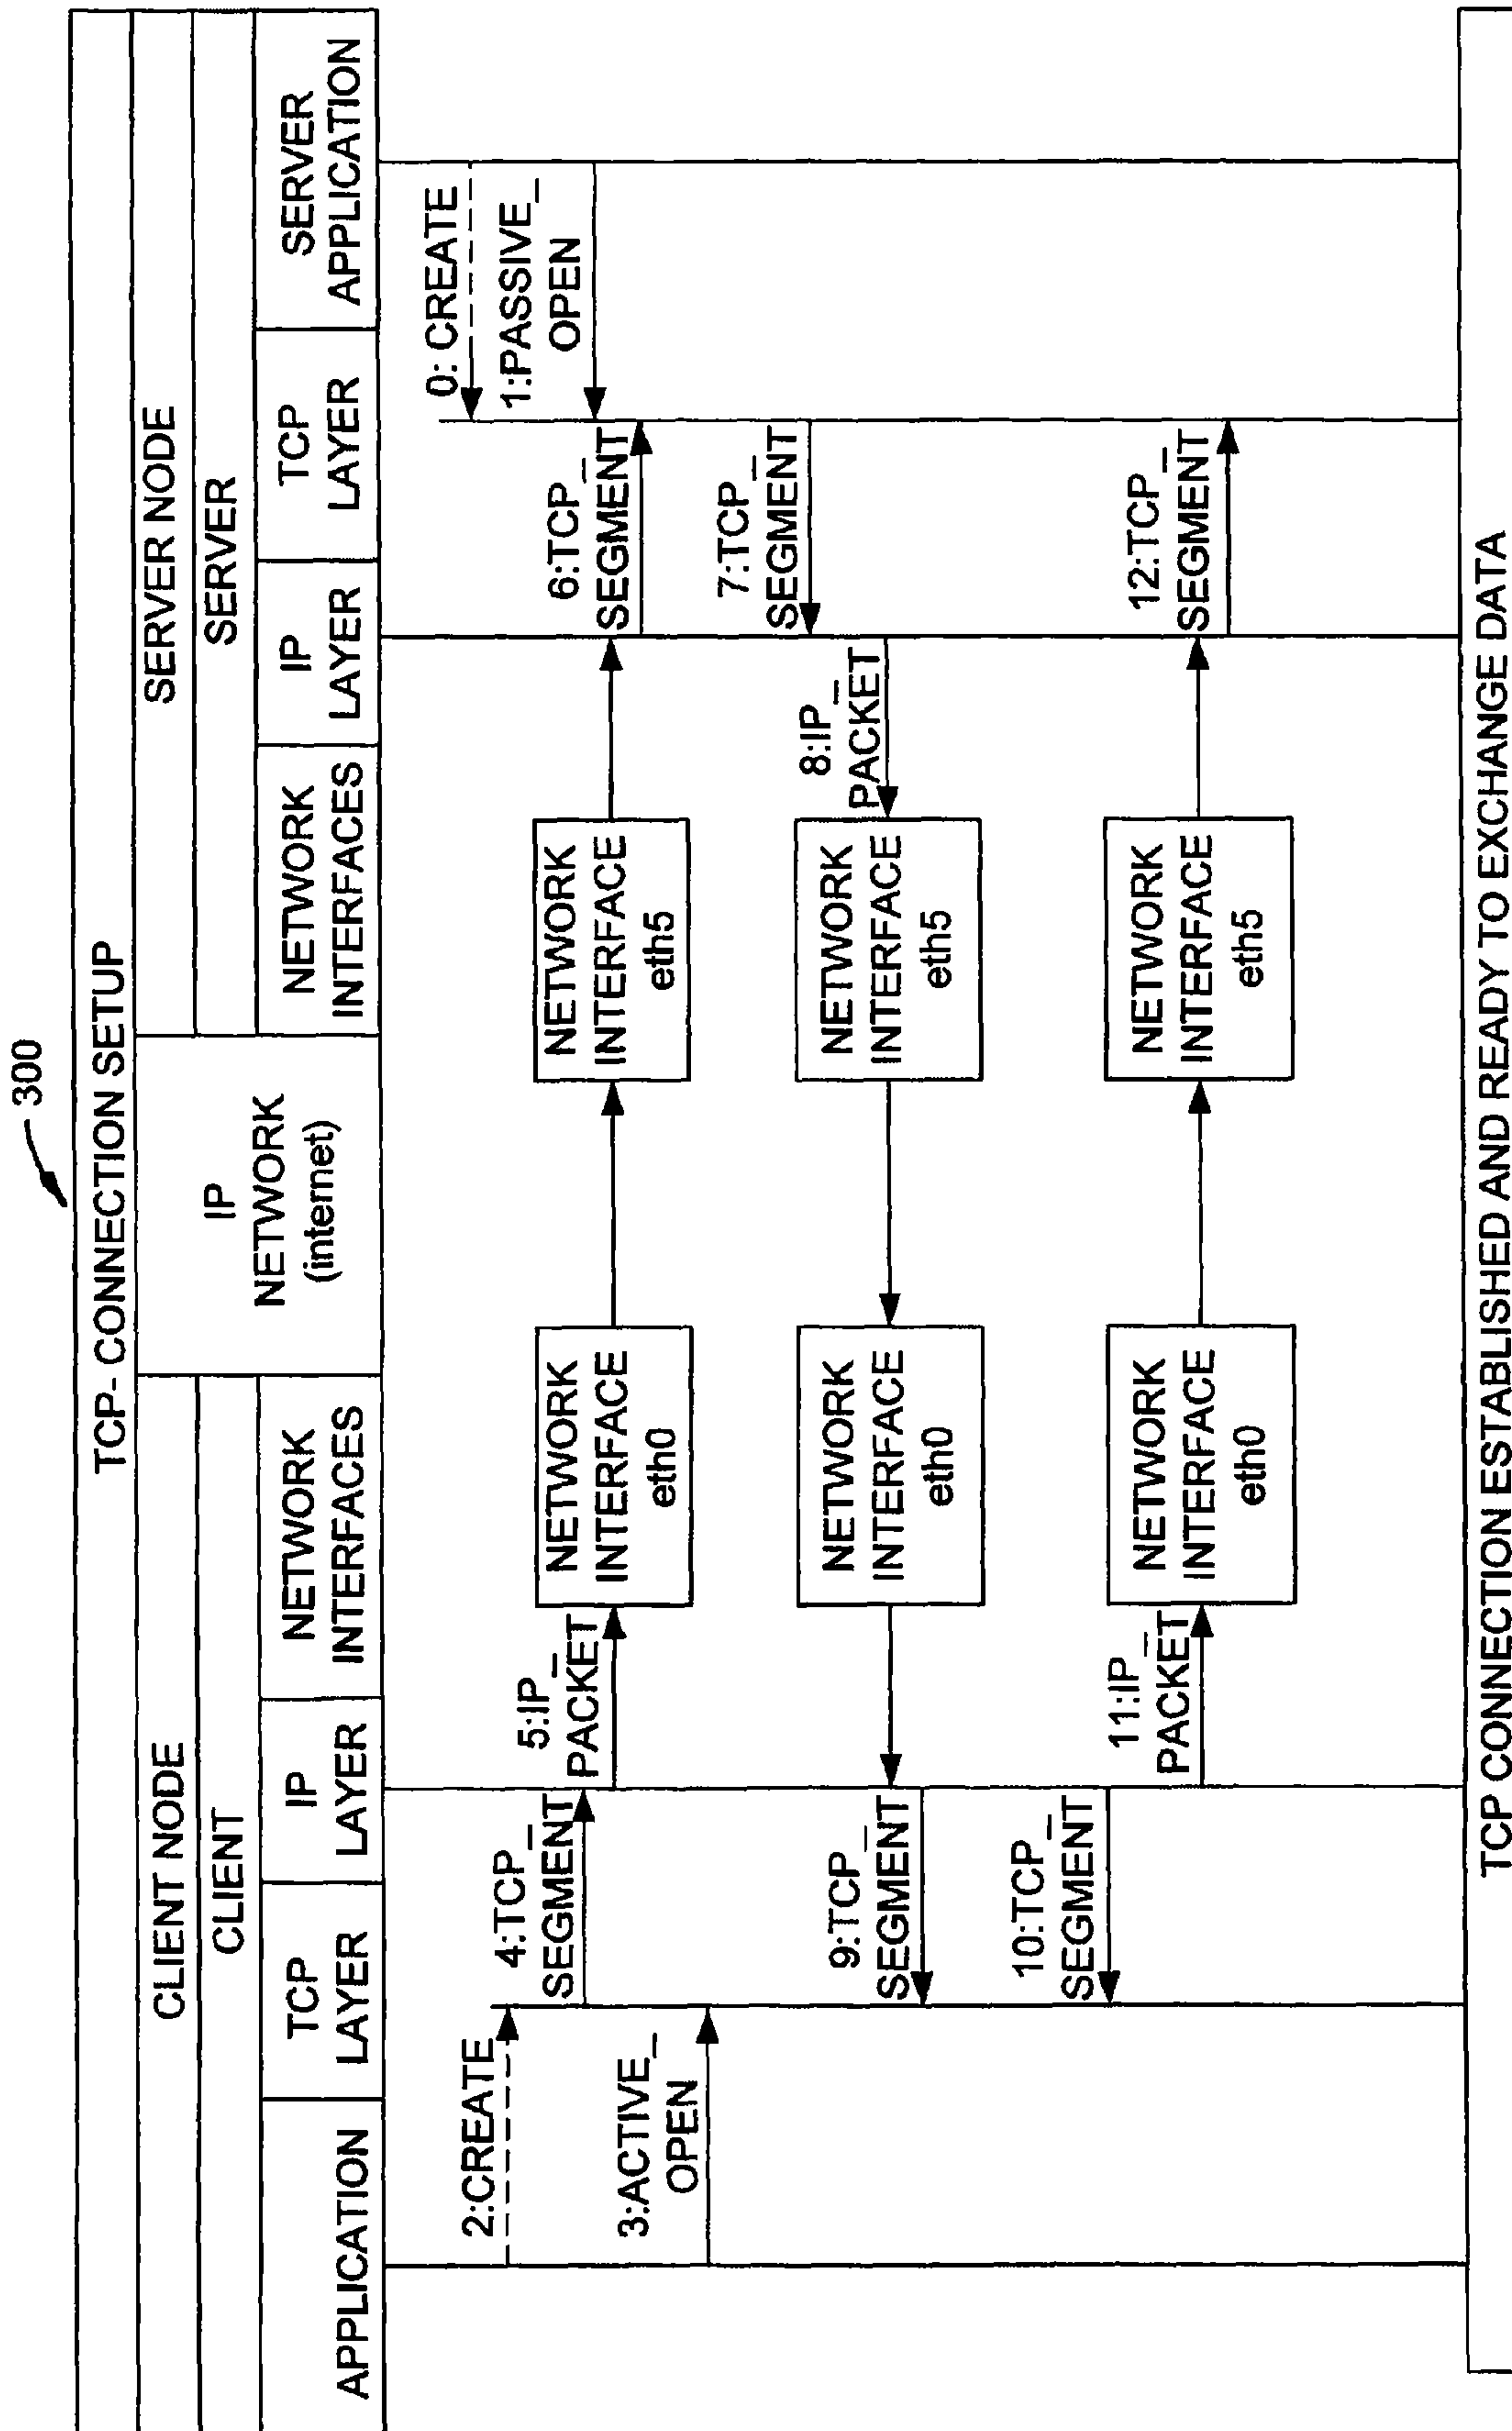 300
TCP- CONNECTION SETUP
CLIENT NODE
IP
NETWORK
(internet)
SERVER NODE
CLIENT
SERVER
APPLICATION
TCP
LAYER
IP
LAYER
NETWORK
INTERFACES
NETWORK
INTERFACES
IP
LAYER
TCP
LAYER
SERVER
APPLICATION
0: CREATE
1:PASSIVE_
OPEN
2:CREATE
3:ACTIVE_
OPEN
4:TCP_
SEGMENT
5:IP_
PACKET
NETWORK
INTERFACE
eth0
NETWORK
INTERFACE
eth5
6:TCP_
SEGMENT
7:TCP_
SEGMENT
8:IP_
PACKET
NETWORK
INTERFACE
eth5
NETWORK
INTERFACE
eth0
9:TCP_
SEGMENT
10:TCP_
SEGMENT
11:IP_
PACKET
NETWORK
INTERFACE
eth0
NETWORK
INTERFACE
eth5
12:TCP_
SEGMENT
TCP CONNECTION ESTABLISHED AND READY TO EXCHANGE DATA